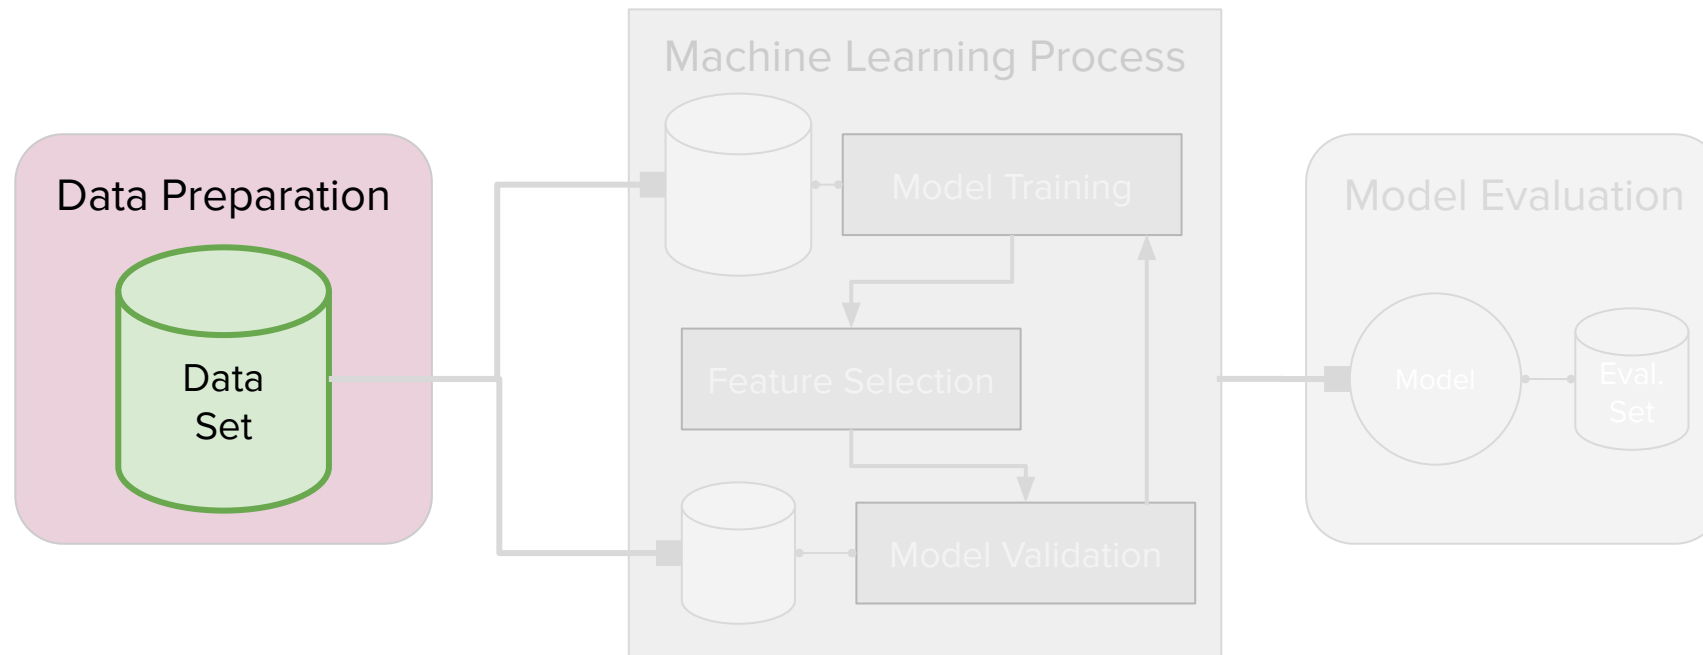 Machine Learning Process
Data Preparation
Data
Set
Model Training
Feature Selection
Model Validation
Model Evaluation
Model
Eval.
Set